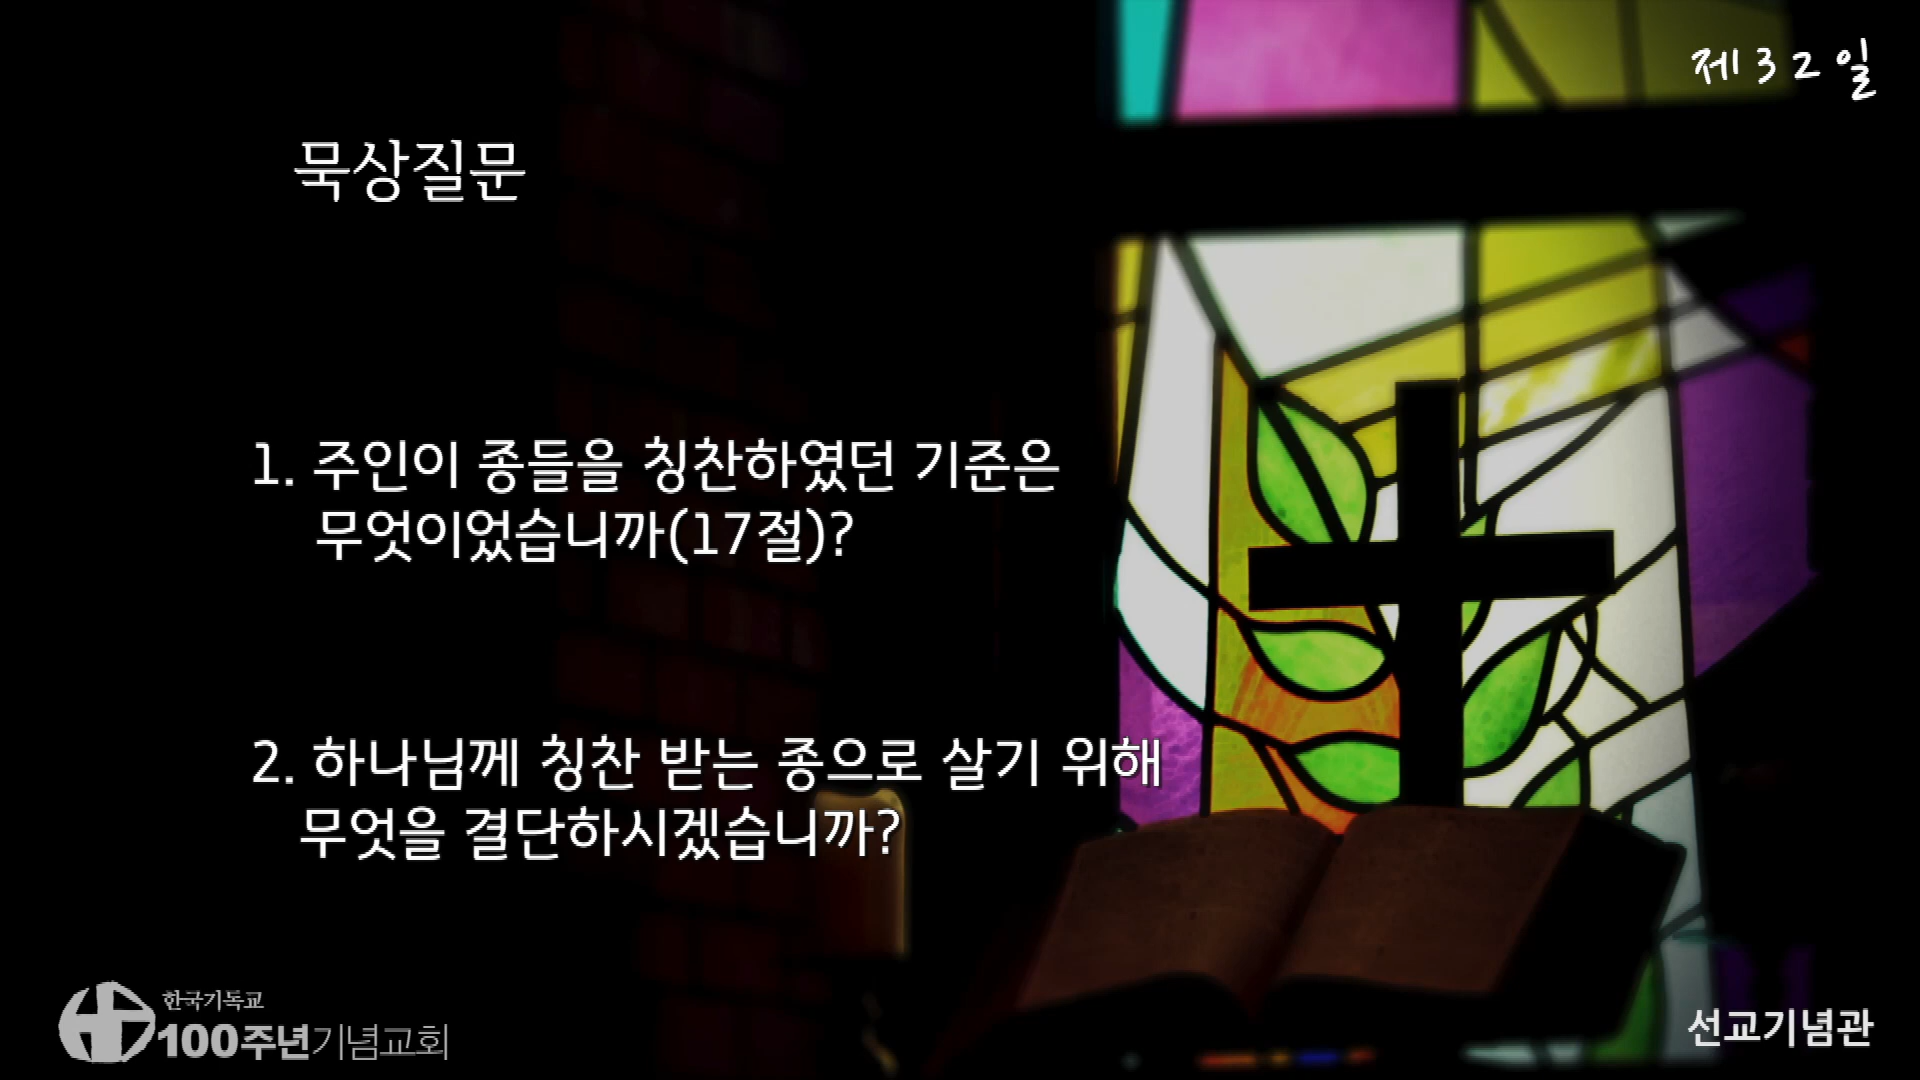 제32일
묵상질문
1. 주인이 종들을 칭찬하였던 기준은
무엇이었습니까(17절)?
2. 하나님께 칭찬 받는 종으로 살기 위해
무엇을 결단하시겠습니까?
한국기독교
100주년기념교회
선교기념관